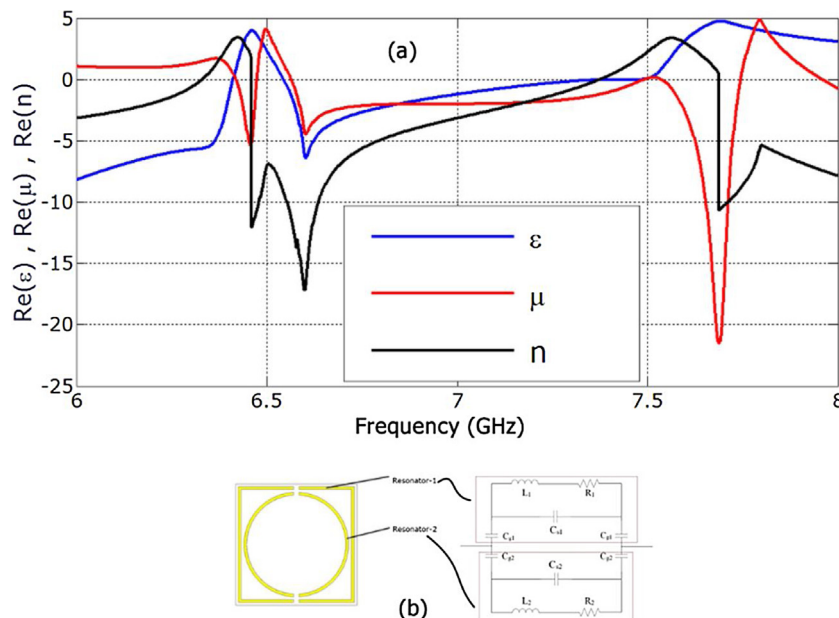 Re(ε) , Re(μ) , Re(n)
5
0
-5
-10
-15
-20
-25
(a)
ε
μ
n
6
6.5
7
7.5
8
Frequency (GHz)
Resonator-1
Resonator-2
L1
R1
Cs1
Cg1
Cg1
Cg2
Cg2
Cs2
L2
R2
(b)